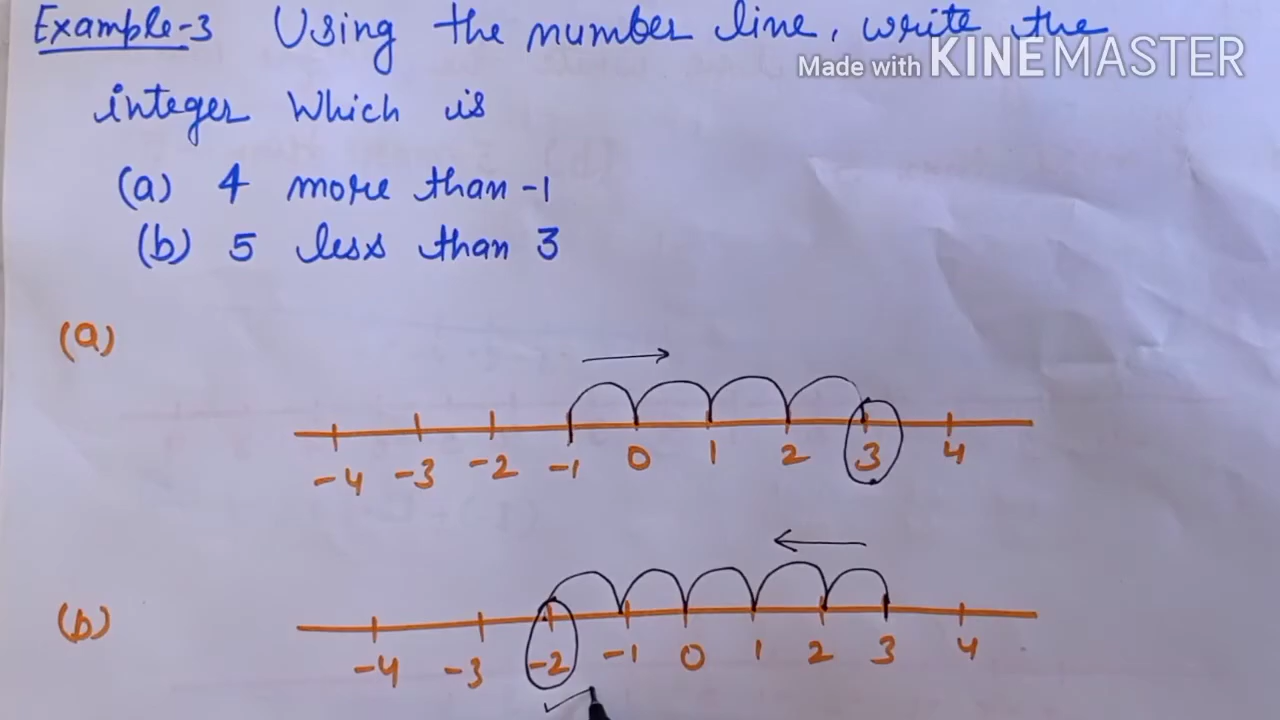 Example-3 Using the number line, write the
Made with KINEMASTER
integer which is
(a) 4 more than -1
(b) 5 less than 3
(a)
-4 -3 -2 -1 0 1 2 3 4
(b)
-4 -3 -2 -1 0 1 2 3 4